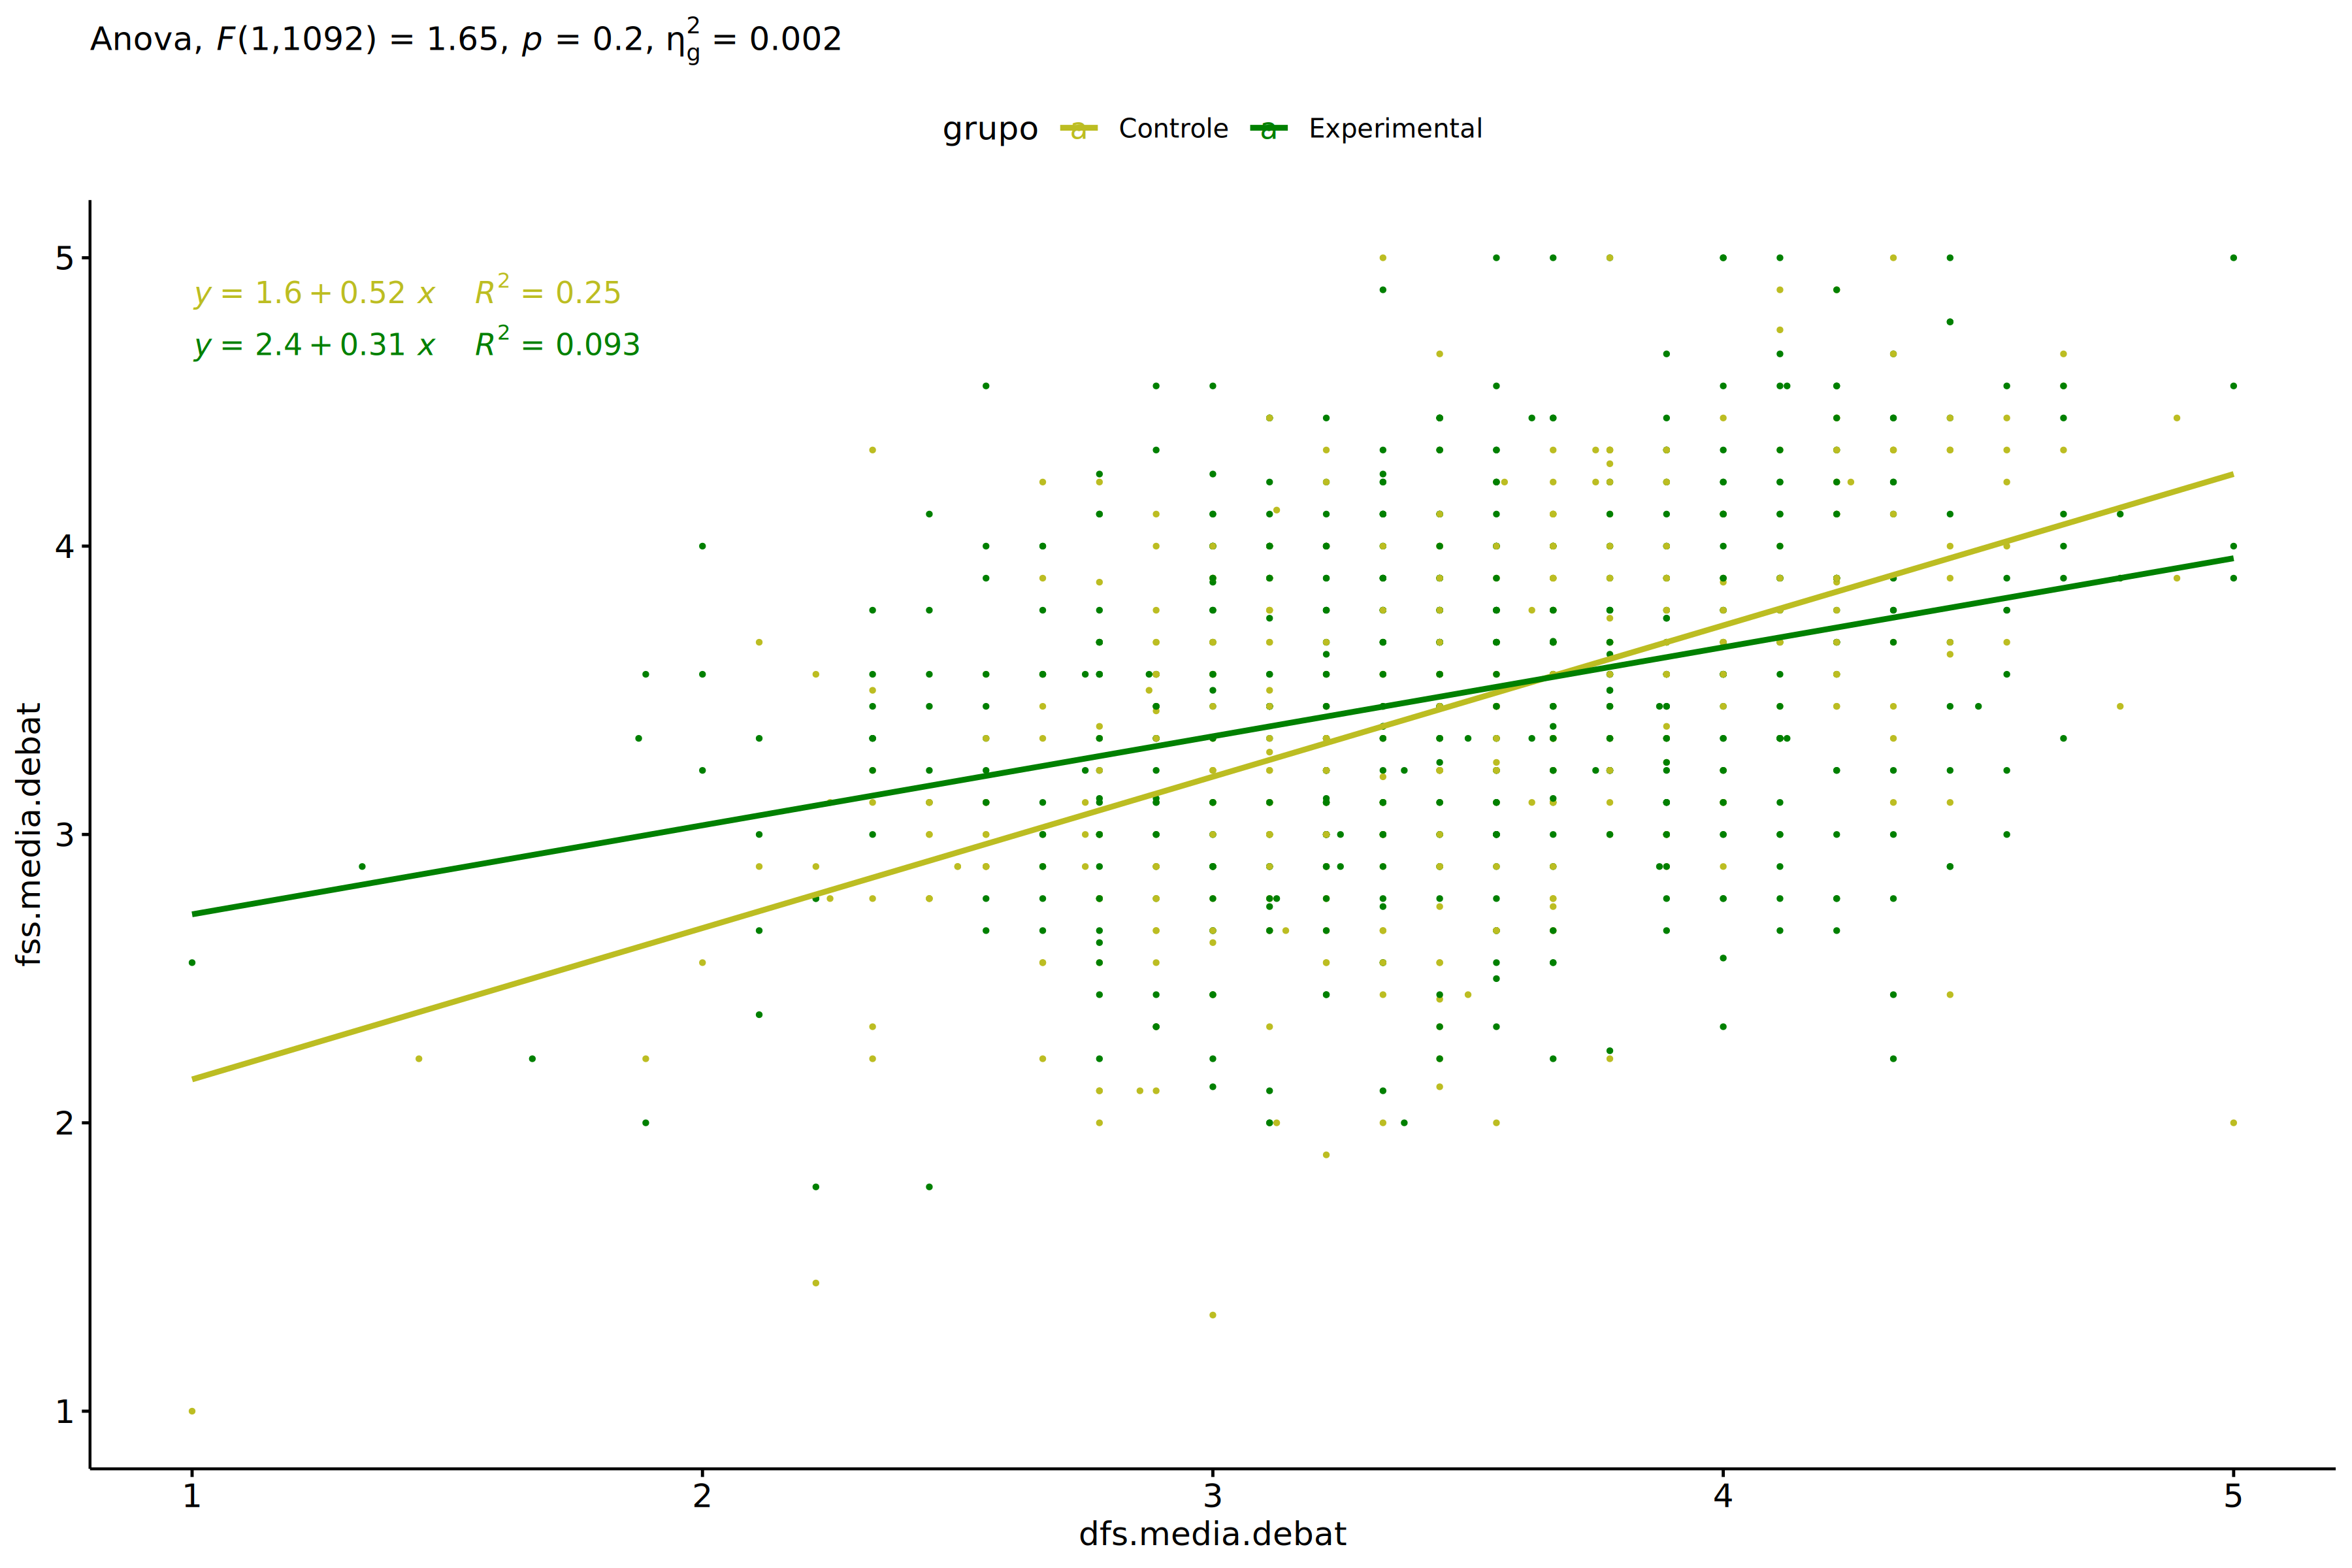 Anova, F(1,1092) = 1.65, p = 0.2, η²g = 0.002
grupo a Controle a Experimental
y = 1.6 + 0.52 x R² = 0.25
y = 2.4 + 0.31 x R² = 0.093
5
4
3
2
1
fss.media.debat
1 2 3 4 5
dfs.media.debat